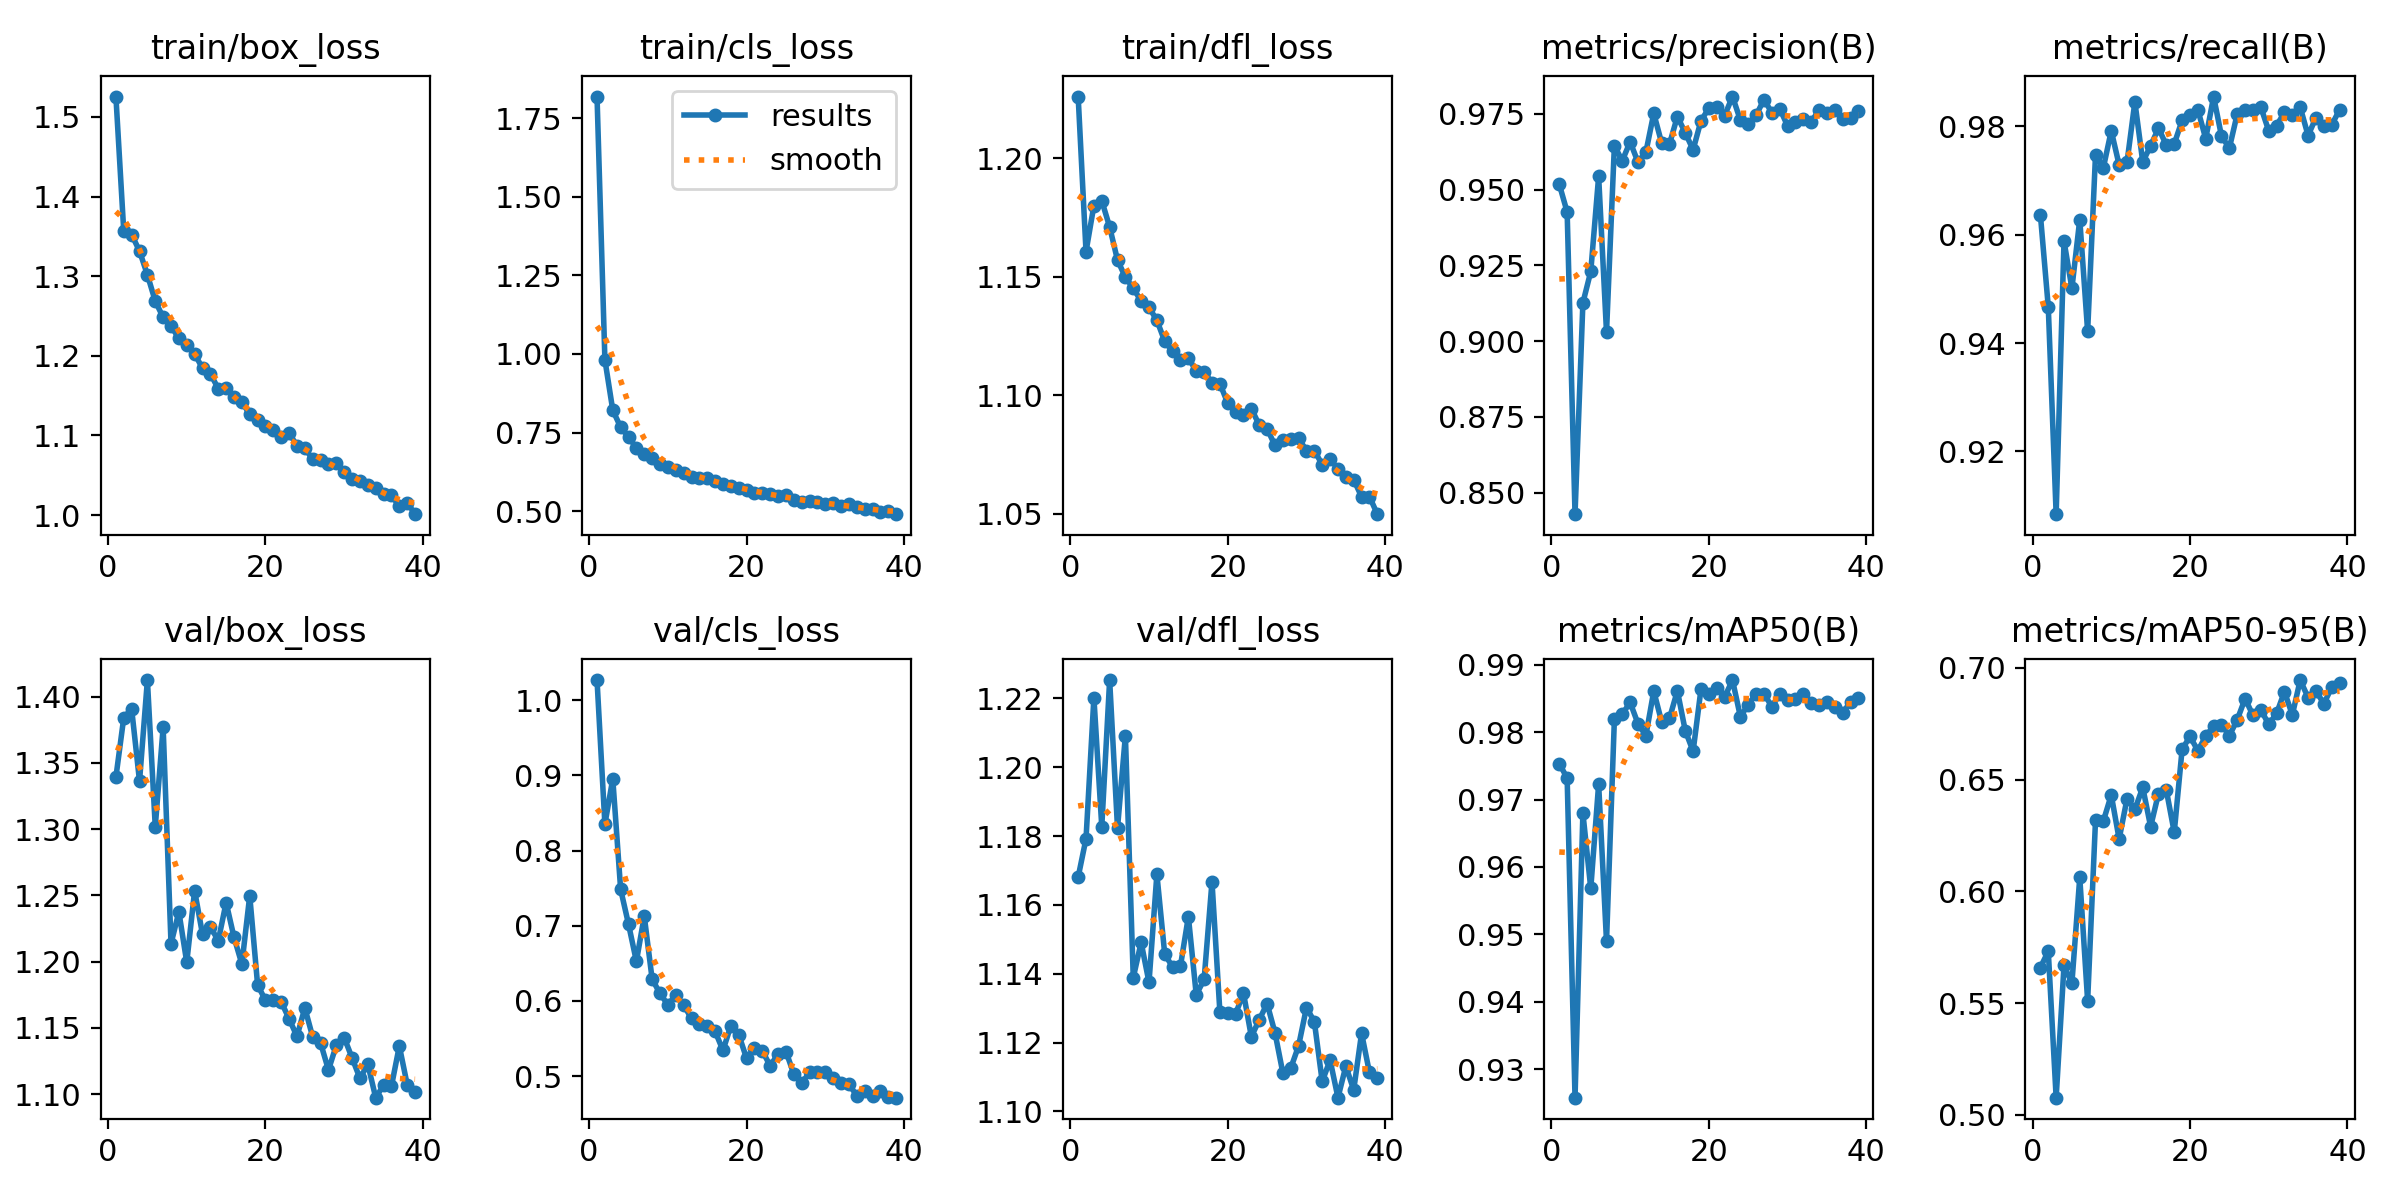 train/box_loss
1.5
1.4
1.3
1.2
1.1
1.0
0 20 40
train/cls_loss
results
smooth
1.75
1.50
1.25
1.00
0.75
0.50
0 20 40
train/dfl_loss
1.20
1.15
1.10
1.05
0 20 40
metrics/precision(B)
0.975
0.950
0.925
0.900
0.875
0.850
0 20 40
metrics/recall(B)
0.98
0.96
0.94
0.92
0 20 40
val/box_loss
1.40
1.35
1.30
1.25
1.20
1.15
1.10
0 20 40
val/cls_loss
1.0
0.9
0.8
0.7
0.6
0.5
0 20 40
val/dfl_loss
1.22
1.20
1.18
1.16
1.14
1.12
1.10
0 20 40
metrics/mAP50(B)
0.99
0.98
0.97
0.96
0.95
0.94
0.93
0 20 40
metrics/mAP50-95(B)
0.70
0.65
0.60
0.55
0.50
0 20 40